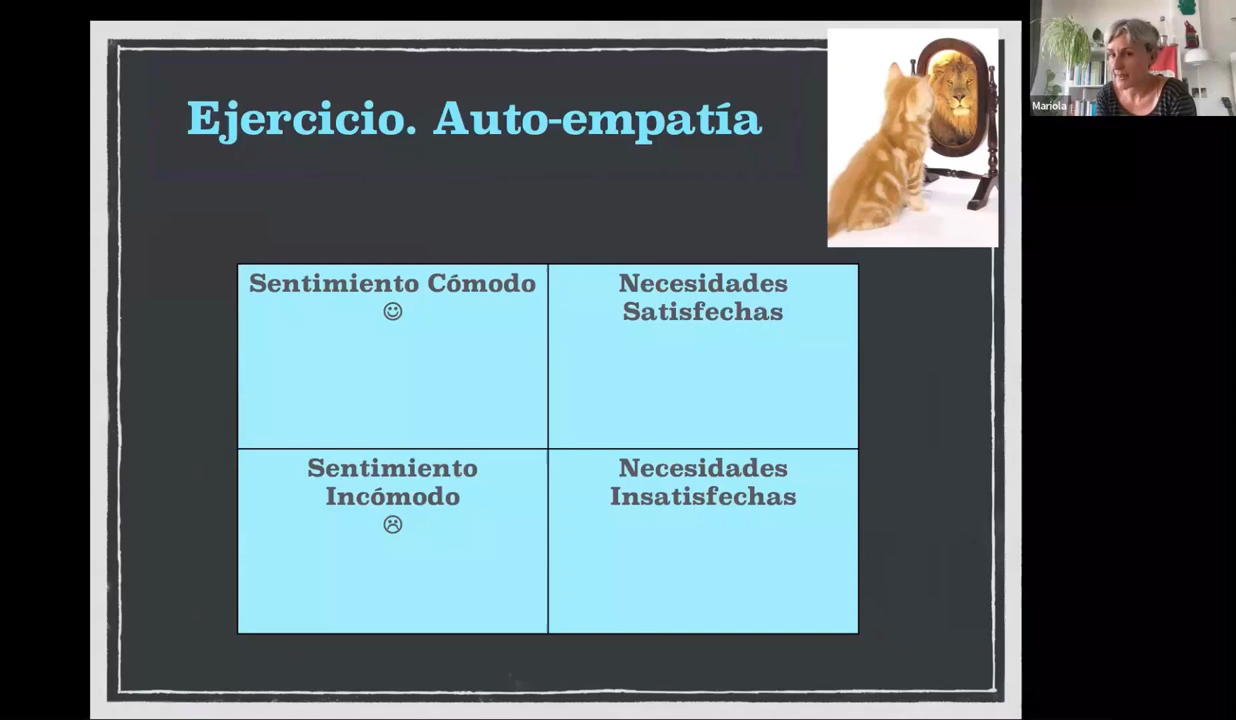 Ejercicio. Auto-empatía
Mariola
Sentimiento Cómodo
☺
Necesidades
Satisfechas
Sentimiento
Incómodo
☹
Necesidades
Insatisfechas